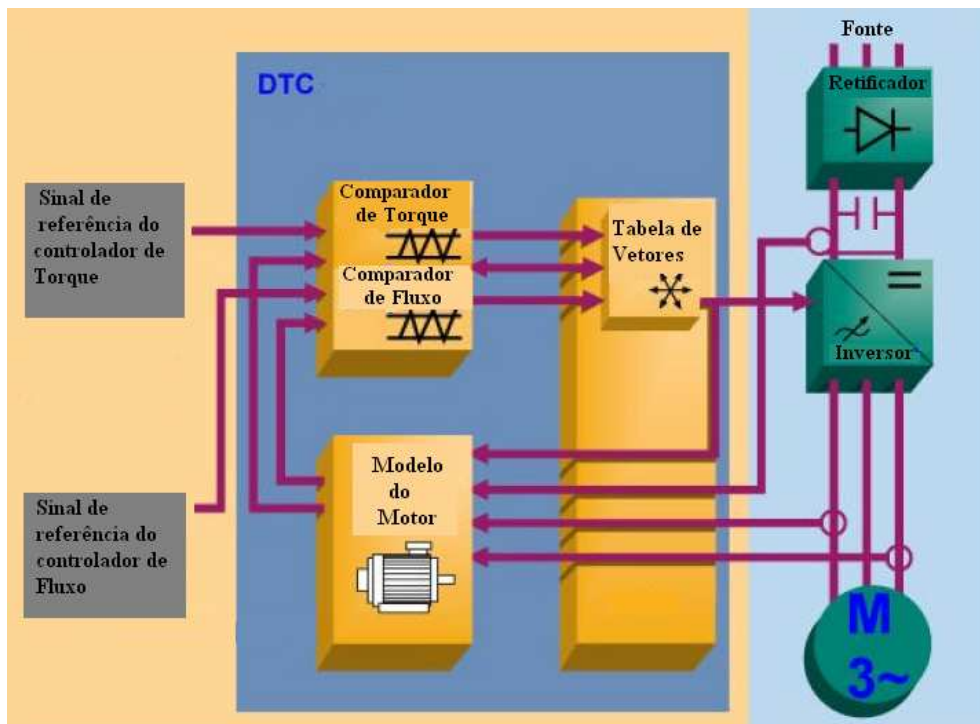 Fonte
Retificador
DTC
Sinal de
referência do
controlador de
Torque
Comparador
de Torque
Comparador
de Fluxo
Tabela de
Vetores
Inversor
Modelo
do
Motor
Sinal de
referência do
controlador de
Fluxo
M
3~